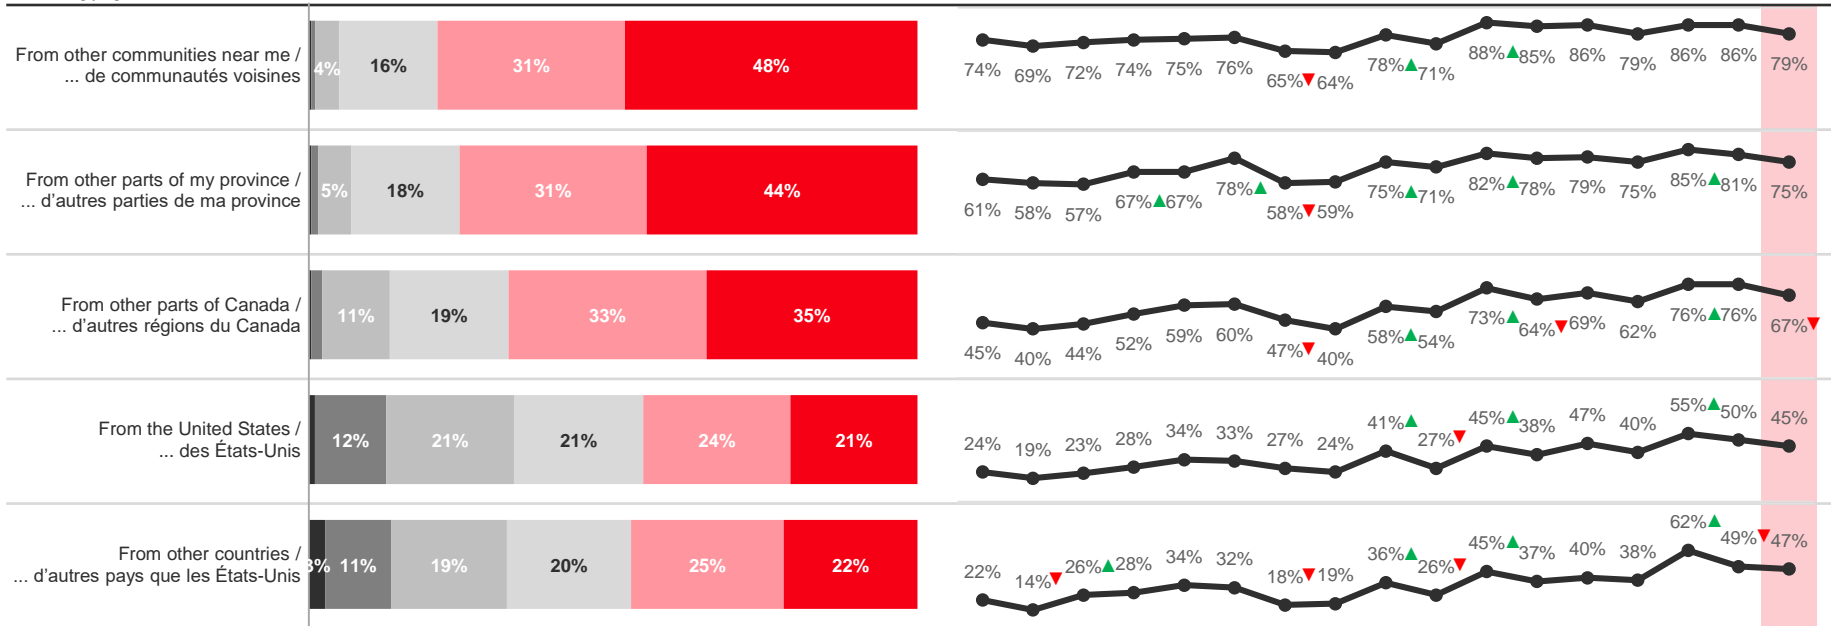 From other communities near me /
... de communautés voisines
4% 16% 31% 48%
74% 69% 72% 74% 75% 76% 65% 64% 78% 71% 88% 85% 86% 79% 86% 86% 79%
From other parts of my province /
... d'autres parties de ma province
5% 18% 31% 44%
61% 58% 57% 67% 67% 78% 58% 59% 75% 71% 82% 78% 79% 75% 85% 81% 75%
From other parts of Canada /
... d'autres régions du Canada
11% 19% 33% 35%
45% 40% 44% 52% 59% 60% 47% 40% 58% 54% 73% 64% 69% 62% 76% 76% 67%
From the United States /
... des États-Unis
12% 21% 21% 24% 21%
24% 19% 23% 28% 34% 33% 27% 24% 41% 27% 45% 38% 47% 40% 55% 50% 45%
From other countries /
... d'autres pays que les États-Unis
3% 11% 19% 20% 25% 22%
22% 14% 26% 28% 34% 32% 18% 19% 36% 26% 45% 37% 40% 38% 62% 49% 47%